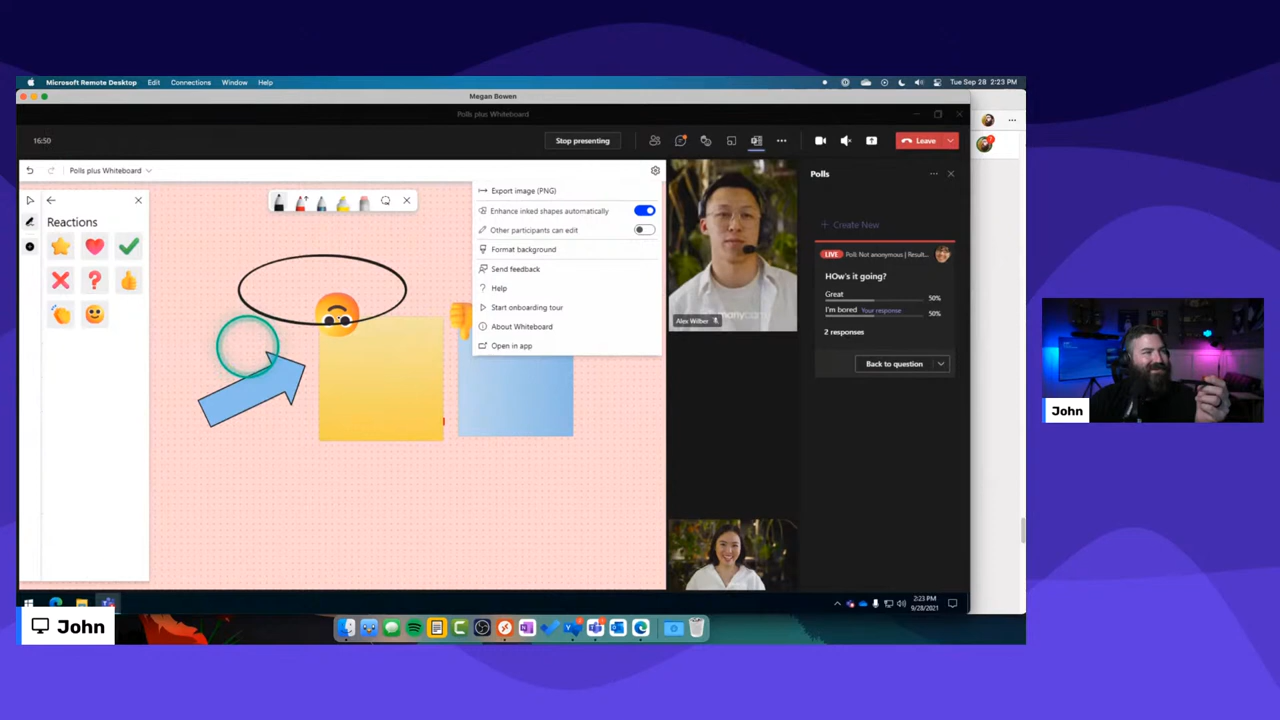 Microsoft Remote Desktop Edit Connections Window Help
Tue Sep 28 2:23 PM
Megan Bowen
Polls plus Whiteboard
16:50
Stop presenting
Leave
Polls plus Whiteboard
Reactions
Export image (PNG)
Enhance inked shapes automatically
Other participants can edit
Format background
Send feedback
Help
Start onboarding tour
About Whiteboard
Open in app
Alex Wilber
Polls
Create New
LIVE Poll: Not anonymous | Result...
HOw's it going?
Great 50%
I'm bored Your response 50%
2 responses
Back to question
John
2:23 PM
9/28/2021
John